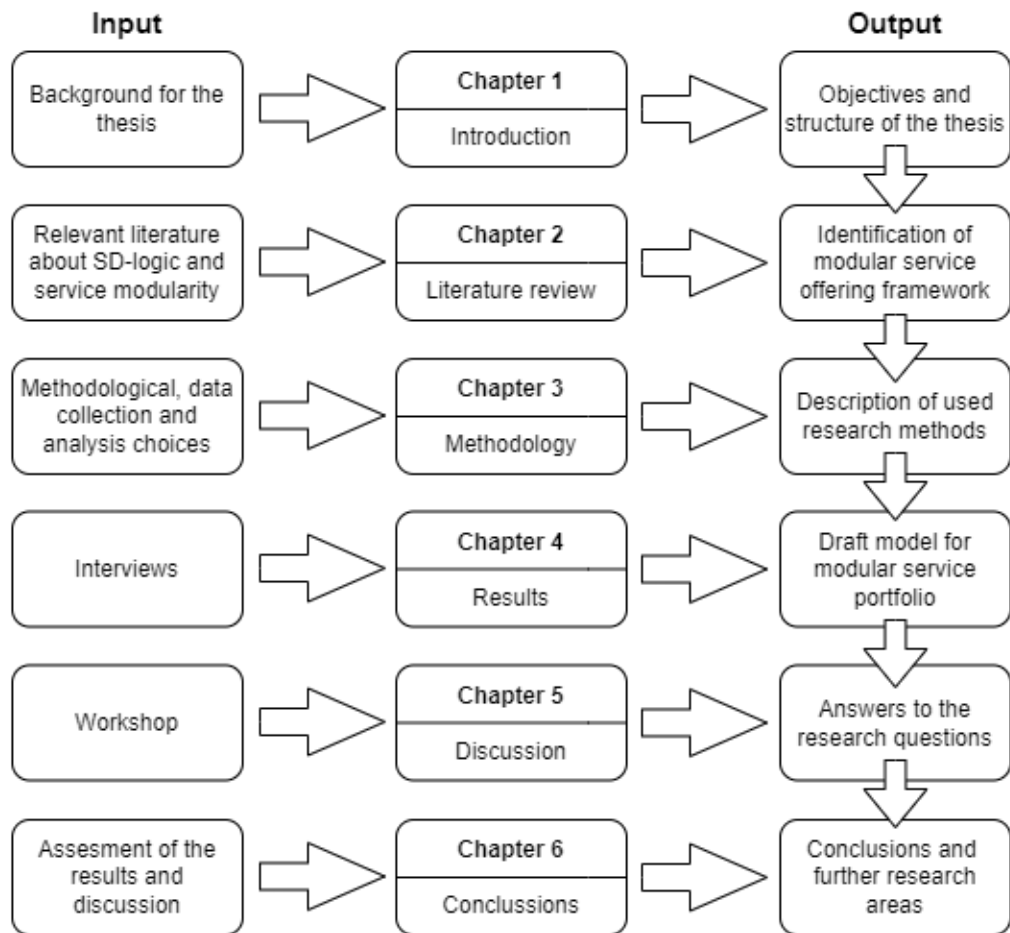 Input
Output
Background for the
thesis
Chapter 1
Introduction
Objectives and
structure of the thesis
Relevant literature
about SD-logic and
service modularity
Chapter 2
Literature review
Identification of
modular service
offering framework
Methodological, data
collection and
analysis choices
Chapter 3
Methodology
Description of used
research methods
Interviews
Chapter 4
Results
Draft model for
modular service
portfolio
Workshop
Chapter 5
Discussion
Answers to the
research questions
Assesment of the
results and
discussion
Chapter 6
Conclussions
Conclusions and
further research
areas